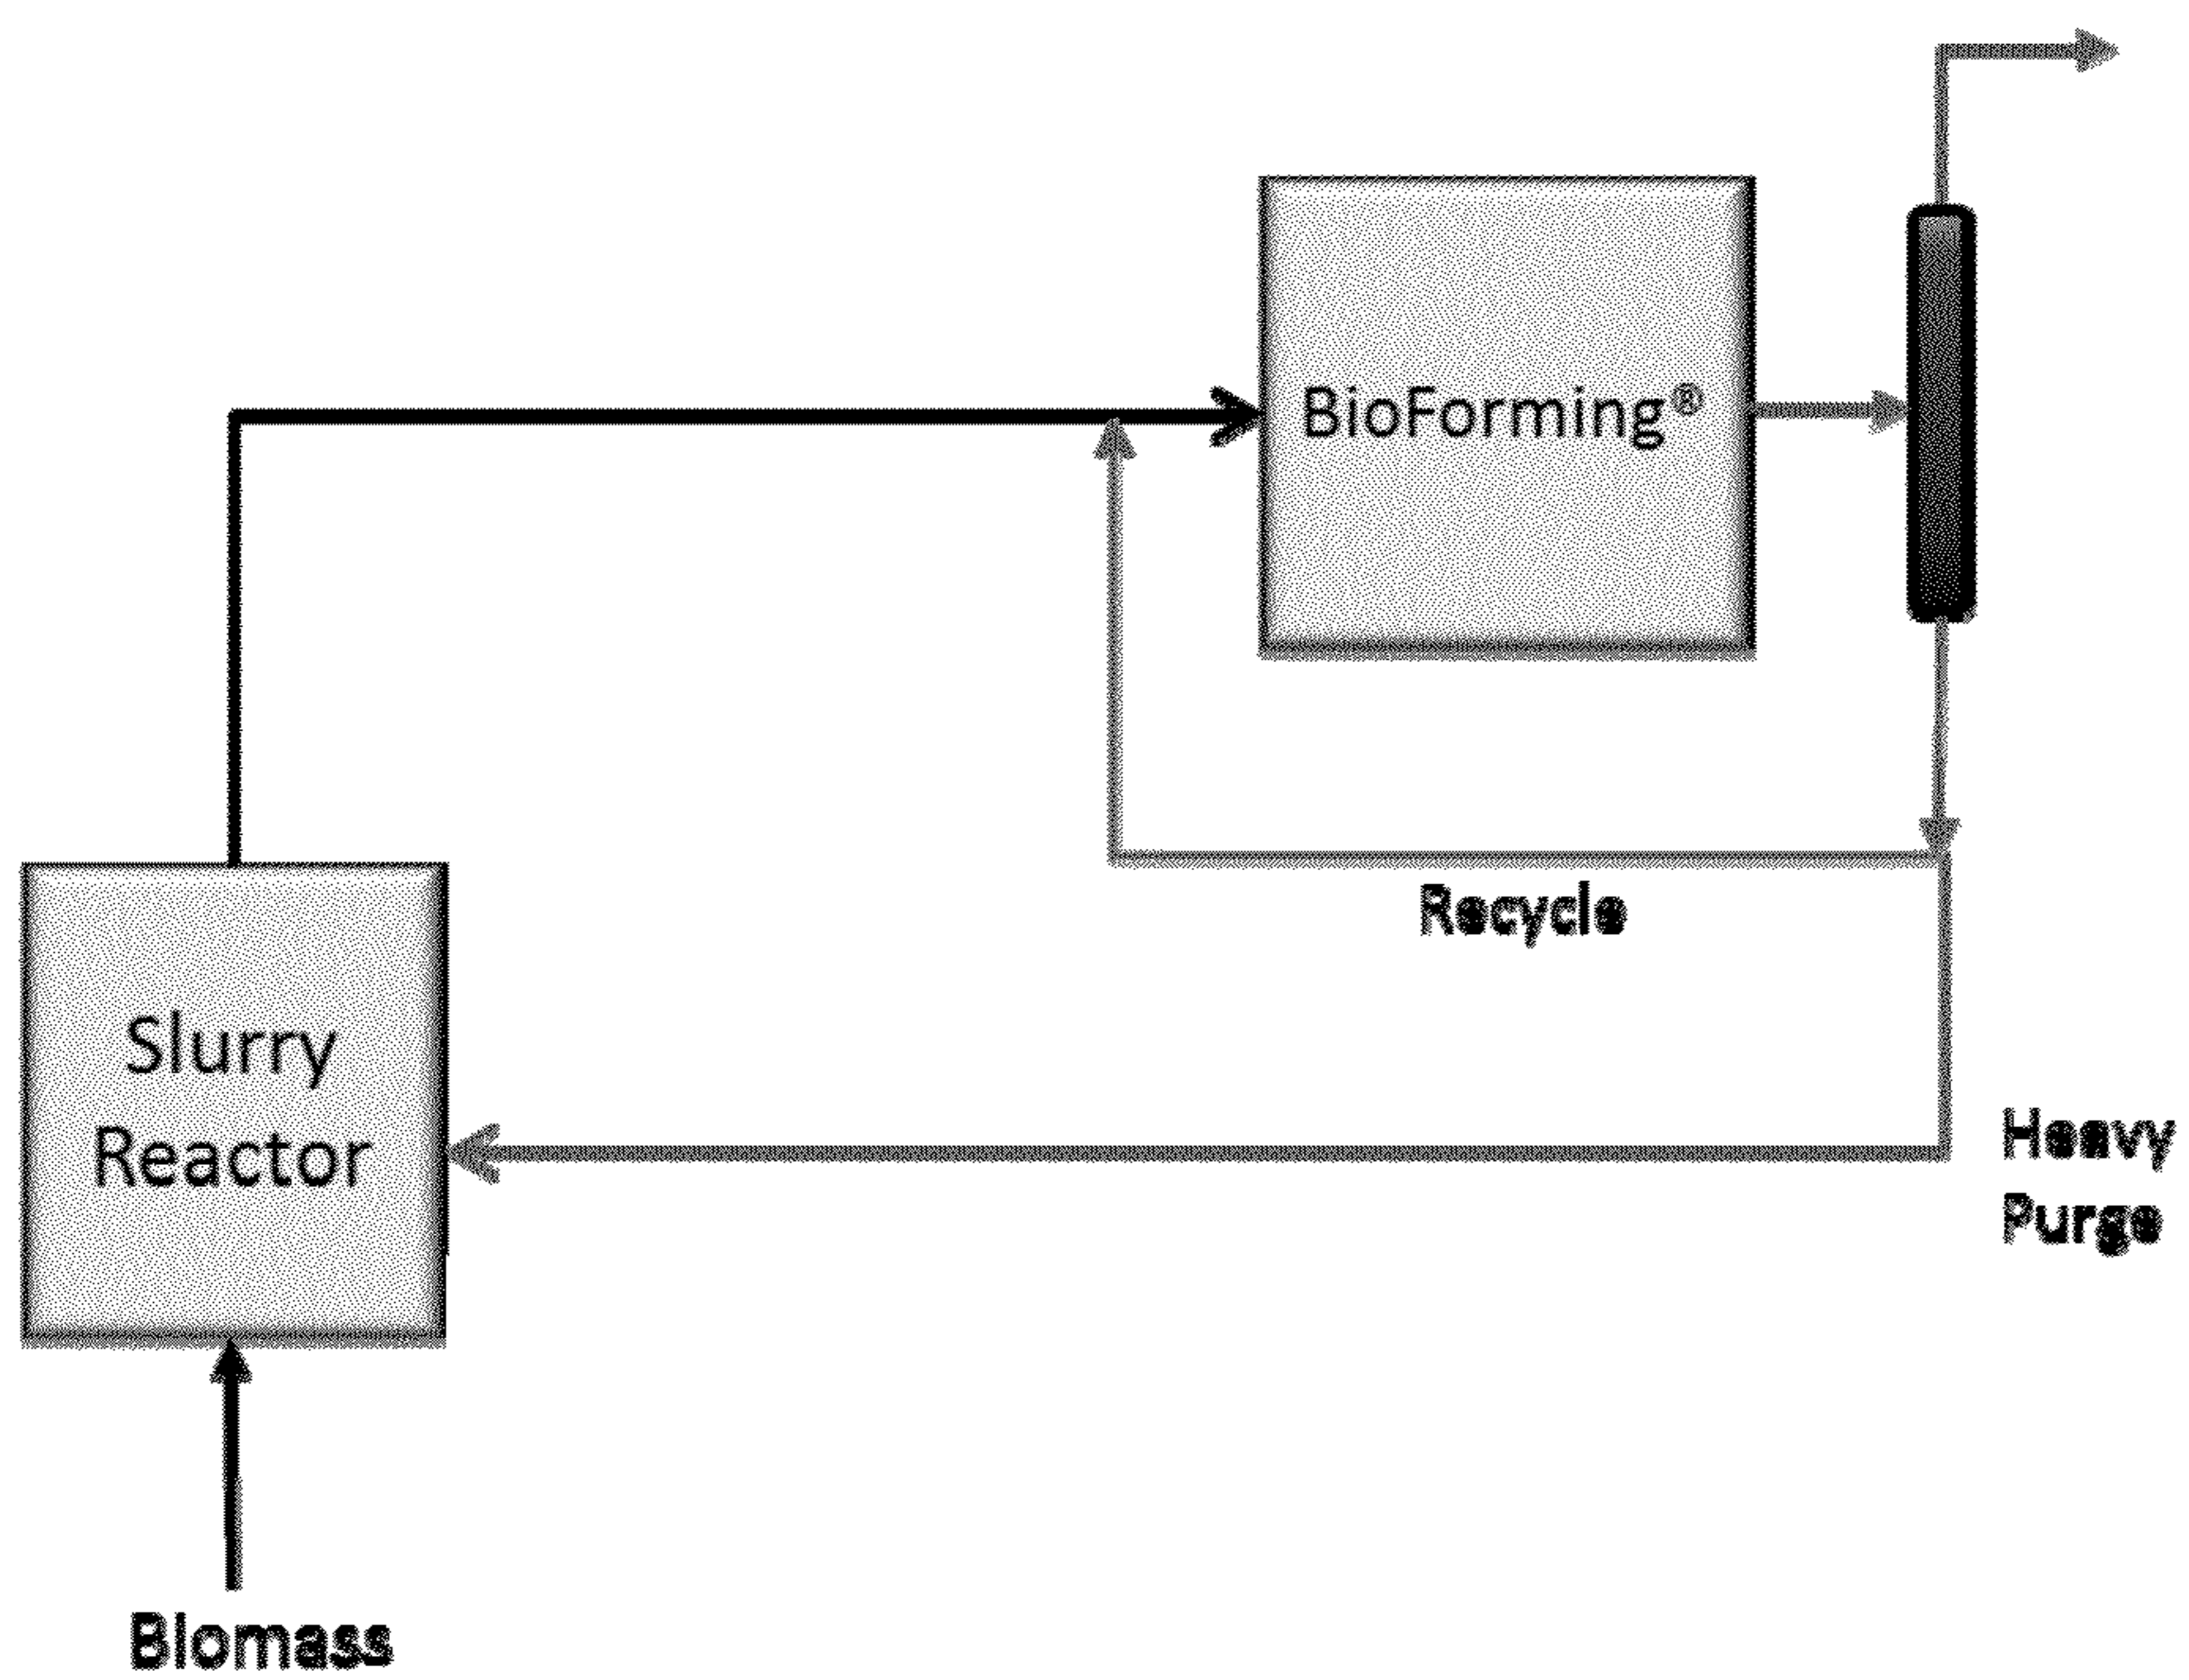 BioForming®
Recycle
Slurry
Reactor
Heavy
Purge
Biomass